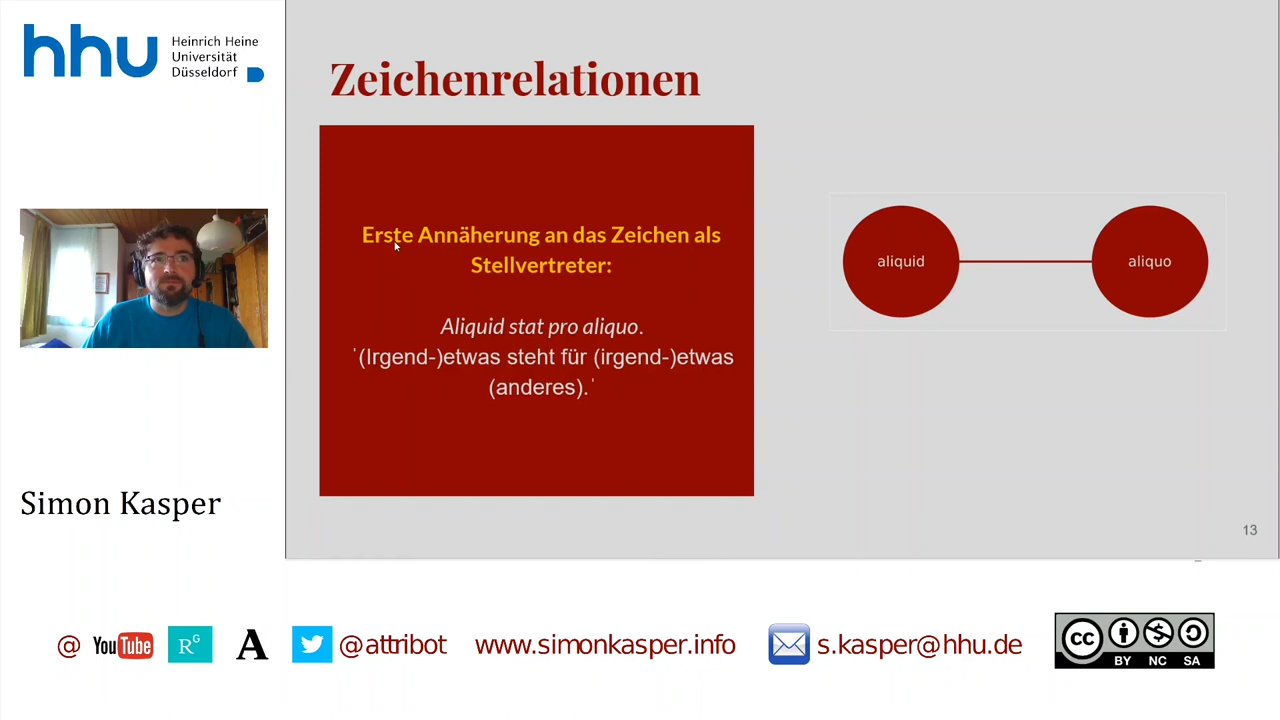 hhu
Heinrich Heine
Universität
Düsseldorf
Zeichenrelationen
Erste Annäherung an das Zeichen als
Stellvertreter:
Aliquid stat pro aliquo.
'(Irgend-)etwas steht für (irgend-)etwas
(anderes).'
aliquid
aliquo
Simon Kasper
13
@ YouTube RG A @attribot www.simonkasper.info s.kasper@hhu.de
cc
BY NC SA